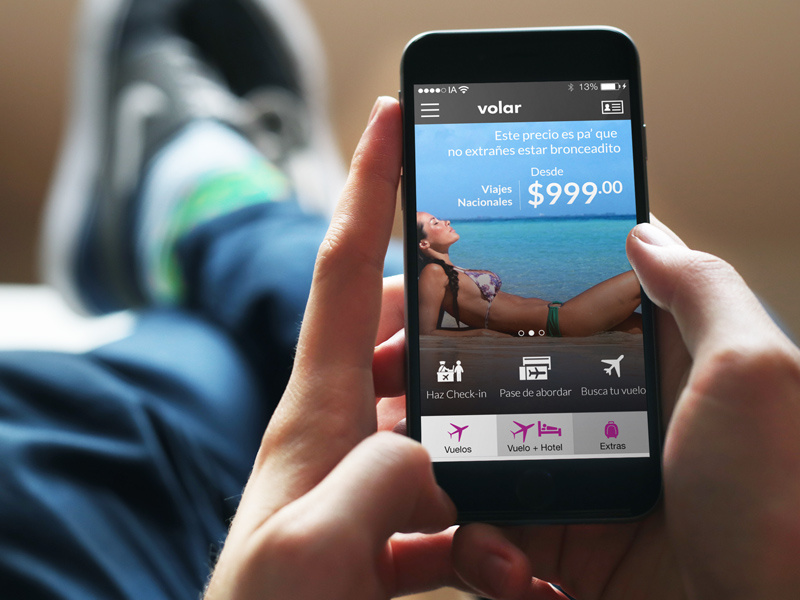 IA 13%
volar
Este precio es pa' que
no extrañes estar bronceadito
Desde
Viajes
Nacionales
$999.00
Haz Check-in Pase de abordar Busca tu vuelo
Vuelos Vuelo + Hotel Extras